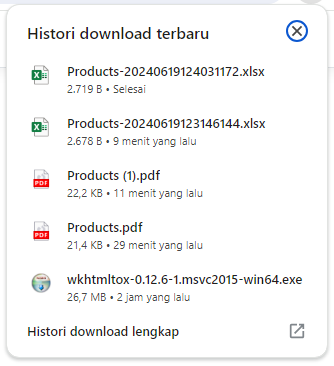 Histori download terbaru
Products-20240619124031172.xlsx
2.719 B • Selesai
Products-20240619123146144.xlsx
2.678 B • 9 menit yang lalu
PDF
Products (1).pdf
22,2 KB • 11 menit yang lalu
PDF
Products.pdf
21,4 KB • 29 menit yang lalu
wkhtmltox-0.12.6-1.msvc2015-win64.exe
26,7 MB • 2 jam yang lalu
Histori download lengkap